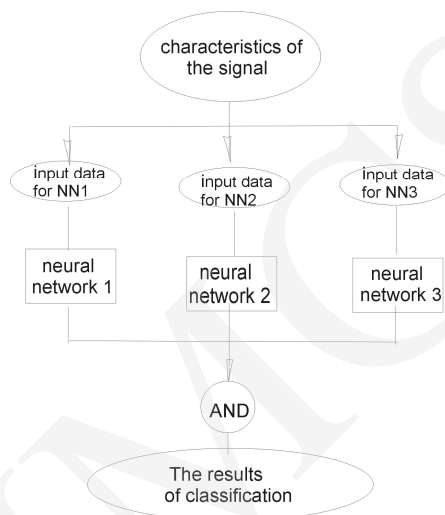 characteristics of
the signal
input data
for NN1
input data
for NN2
input data
for NN3
neural
network 1
neural
network 2
neural
network 3
AND
The results
of classification